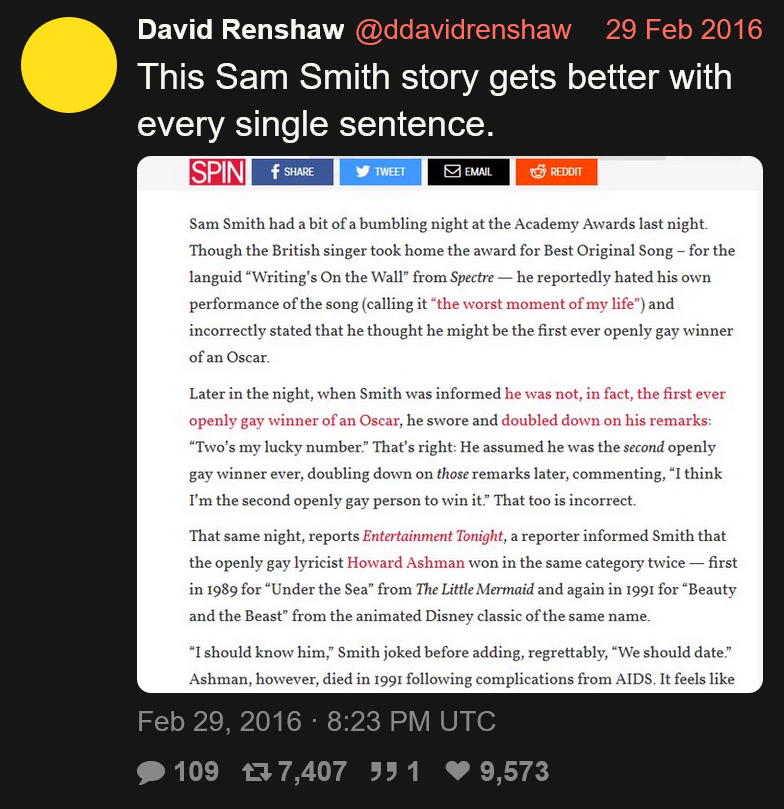 David Renshaw @ddavidrenshaw 29 Feb 2016
This Sam Smith story gets better with
every single sentence.
SPIN SHARE TWEET EMAIL REDDIT
Sam Smith had a bit of a bumbling night at the Academy Awards last night.
Though the British singer took home the award for Best Original Song – for the
languid “Writing’s On the Wall” from Spectre — he reportedly hated his own
performance of the song (calling it “the worst moment of my life”) and
incorrectly stated that he thought he might be the first ever openly gay winner
of an Oscar.
Later in the night, when Smith was informed he was not, in fact, the first ever
openly gay winner of an Oscar, he swore and doubled down on his remarks:
“Two’s my lucky number.” That’s right: He assumed he was the second openly
gay winner ever, doubling down on those remarks later, commenting, “I think
I’m the second openly gay person to win it.” That too is incorrect.
That same night, reports Entertainment Tonight, a reporter informed Smith that
the openly gay lyricist Howard Ashman won in the same category twice — first
in 1989 for “Under the Sea” from The Little Mermaid and again in 1991 for “Beauty
and the Beast” from the animated Disney classic of the same name.
“I should know him,” Smith joked before adding, regrettably, “We should date.”
Ashman, however, died in 1991 following complications from AIDS. It feels like
Feb 29, 2016 · 8:23 PM UTC
109 7,407 1 9,573